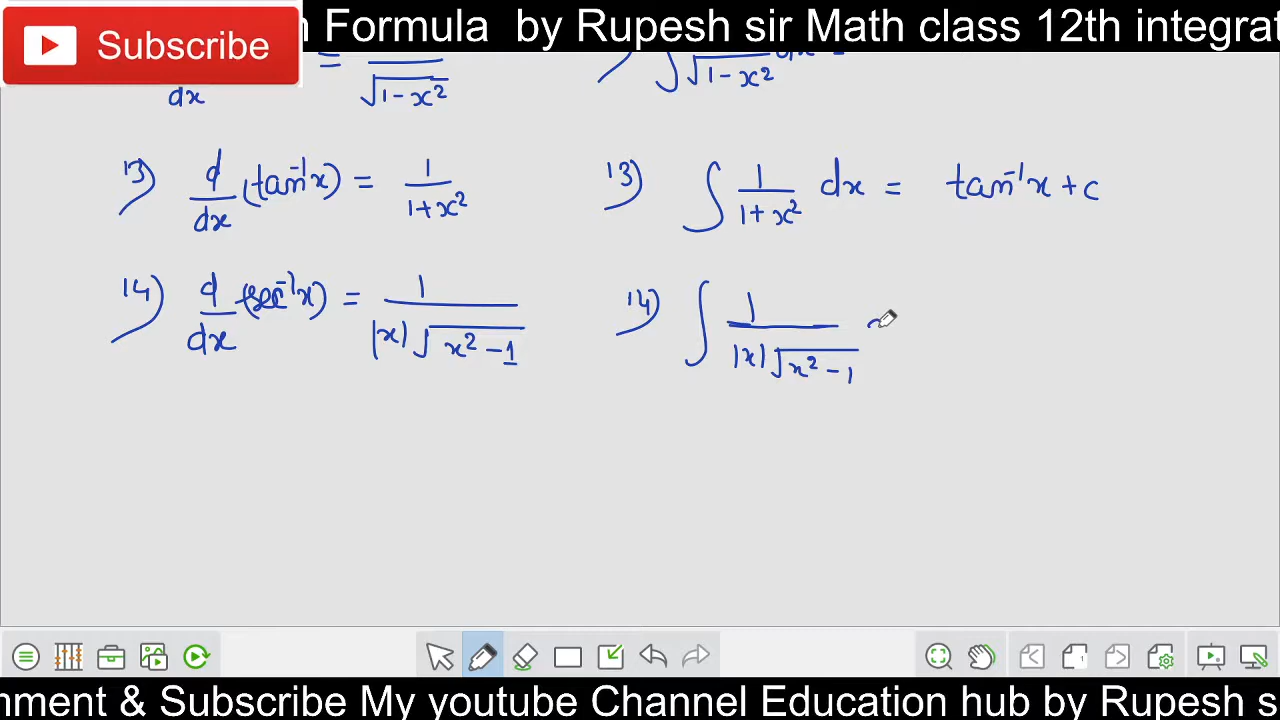 Subscribe
n Formula by Rupesh sir Math class 12th integrat
dx = √1-x²
∫ √1-x² dx =
13) d/dx (tan⁻¹x) = 1/1+x²
13) ∫ 1/1+x² dx = tan⁻¹x + c
14) d/dx (sec⁻¹x) = 1/|x|√x²-1
14) ∫ 1/|x|√x²-1
nment & Subscribe My youtube Channel Education hub by Rupesh s